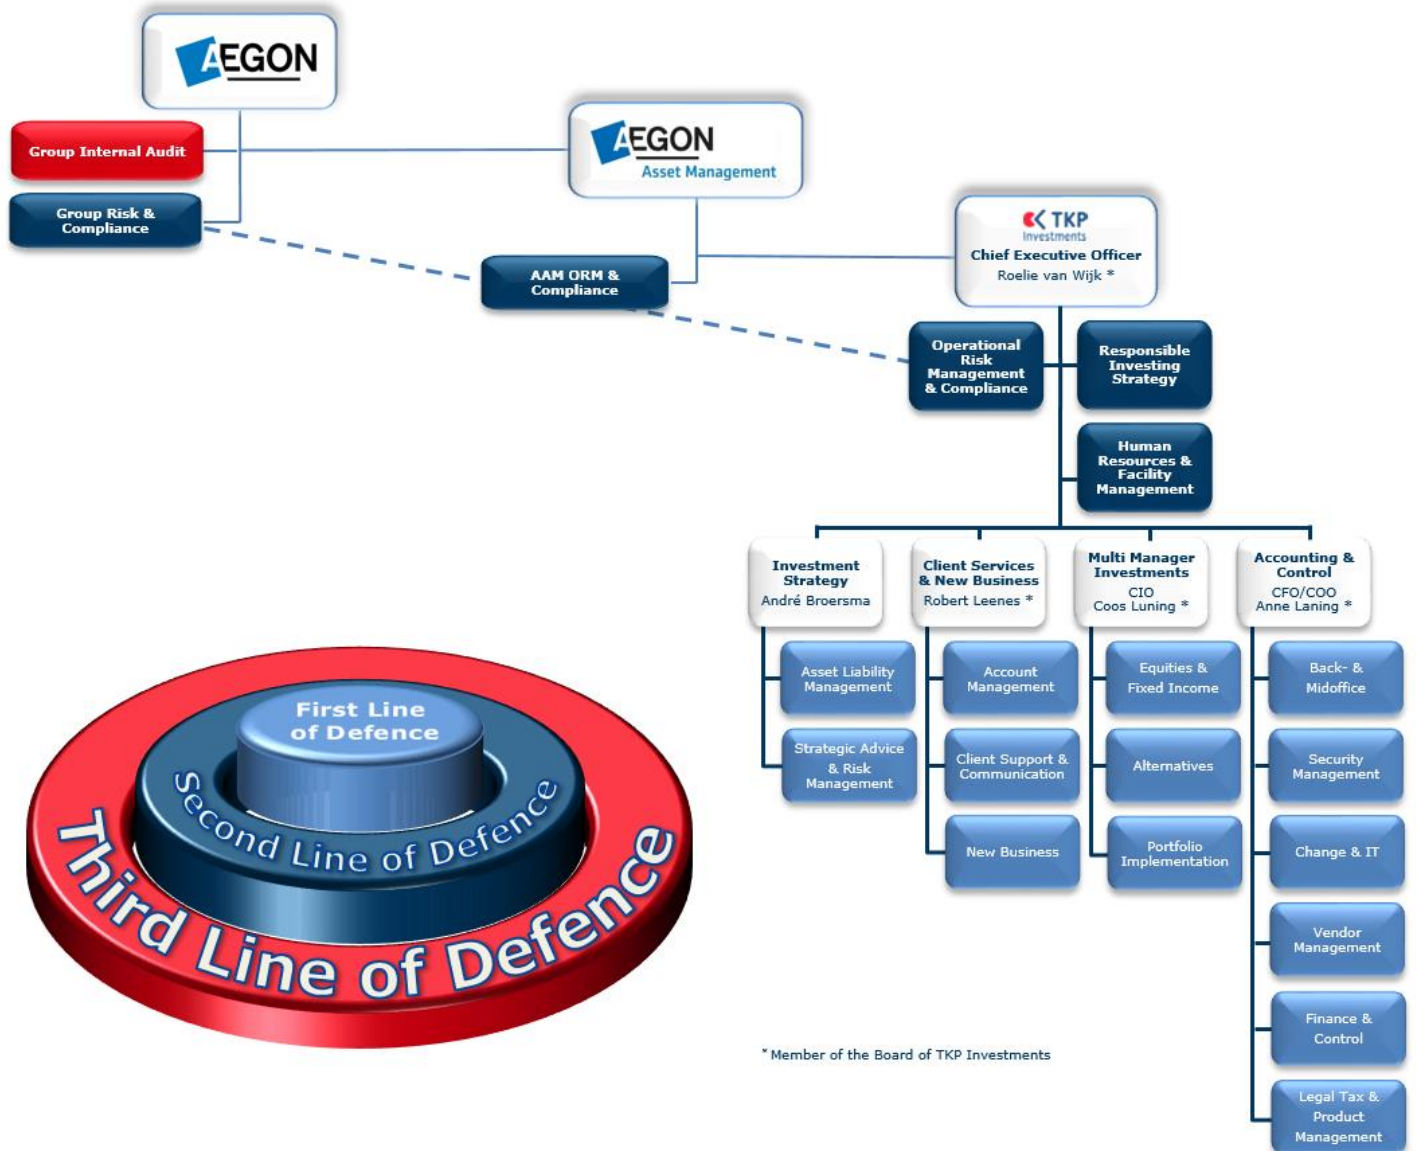 AEGON
Group Internal Audit
Group Risk &
Compliance
AEGON
Asset Management
AAM ORM &
Compliance
TKP
Investments
Chief Executive Officer
Roelie van Wijk *
Operational
Risk
Management
& Compliance
Responsible
Investing
Strategy
Human
Resources &
Facility
Management
Investment
Strategy
André Broersma
Asset Liability
Management
Strategic Advice
& Risk
Management
Client Services
& New Business
Robert Leenes *
Account
Management
Client Support &
Communication
New Business
Multi Manager
Investments
CIO
Coos Luning *
Equities &
Fixed Income
Alternatives
Portfolio
Implementation
Accounting &
Control
CFO/COO
Anne Laning *
Back- &
Midoffice
Security
Management
Change & IT
Vendor
Management
Finance &
Control
Legal Tax &
Product
Management
First Line
of Defence
Second Line of Defence
Third Line of Defence
* Member of the Board of TKP Investments